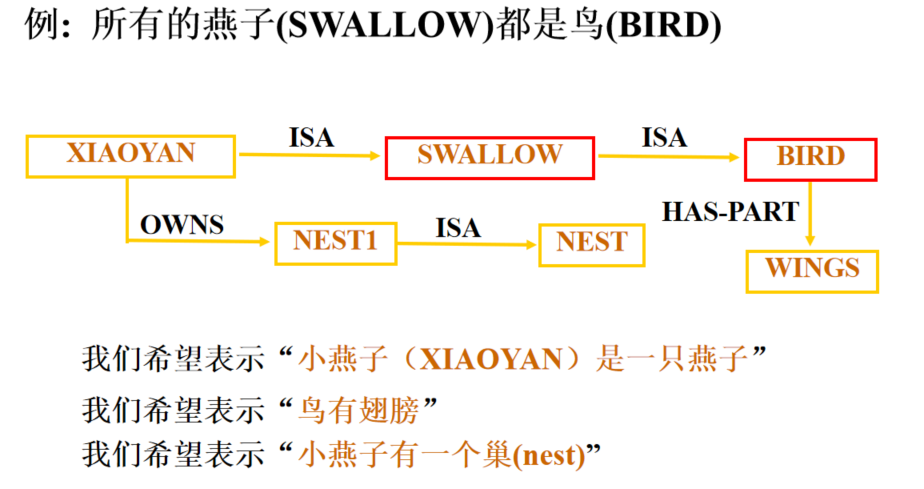 例: 所有的燕子(SWALLOW)都是鸟(BIRD)
XIAOYAN
ISA
SWALLOW
ISA
BIRD
OWNS
NEST1
ISA
NEST
HAS-PART
WINGS
我们希望表示“小燕子（XIAOYAN）是一只燕子”
我们希望表示“鸟有翅膀”
我们希望表示“小燕子有一个巢(nest)”